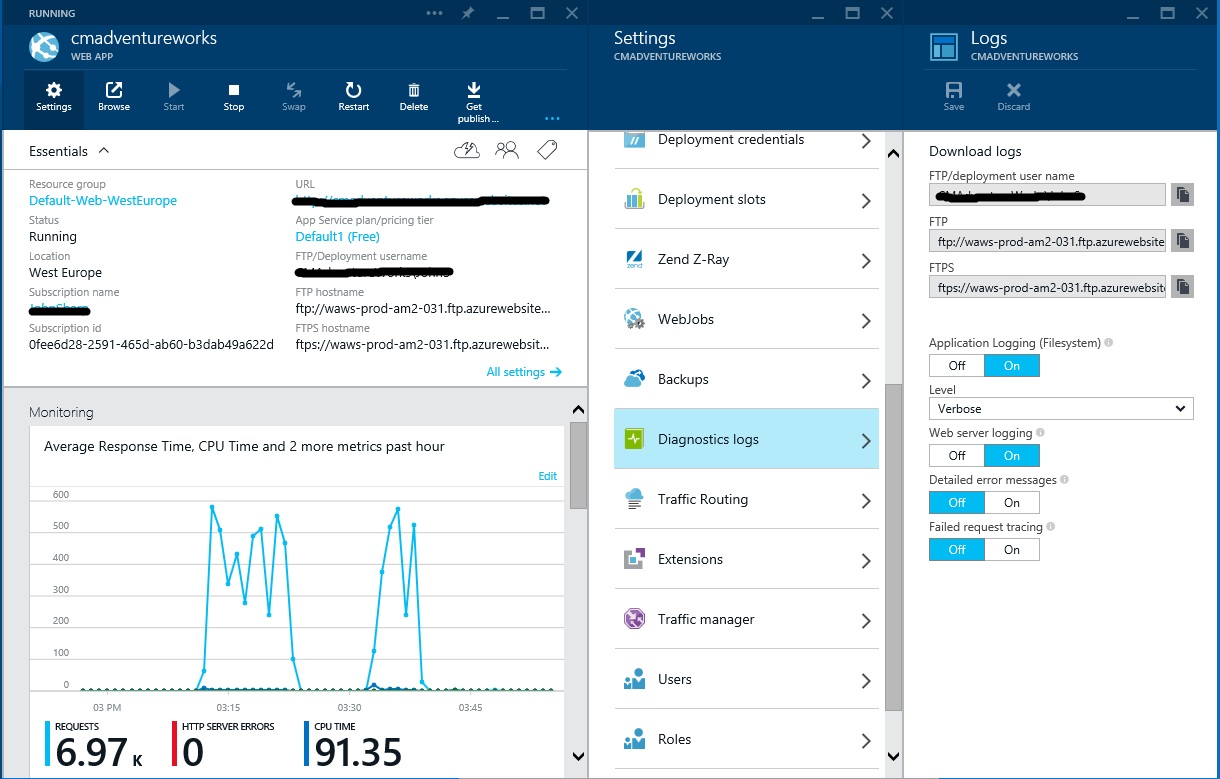 RUNNING
cmadventureworks
WEB APP
Settings
Browse
Start
Stop
Swap
Restart
Delete
Get
publish ...
Essentials
Resource group
Default-Web-WestEurope
Status
Running
Location
West Europe
Subscription name
Subscription id
0fee6d28-2591-465d-ab60-b3dab49a622d
URL
App Service plan/pricing tier
Default1 (Free)
FTP/Deployment username
FTP hostname
ftp://waws-prod-am2-031.ftp.azurewebsite...
FTPS hostname
ftps://waws-prod-am2-031.ftp.azurewebsit...
All settings
Monitoring
Average Response Time, CPU Time and 2 more metrics past hour
Edit
600
500
400
300
200
100
0
03 PM
03:15
03:30
03:45
REQUESTS
6.97 K
HTTP SERVER ERRORS
0
CPU TIME
91.35
Settings
CMADVENTUREWORKS
Deployment credentials
Deployment slots
zend
Zend Z-Ray
WebJobs
Backups
Diagnostics logs
Traffic Routing
Extensions
Traffic manager
Users
Roles
Logs
CMADVENTUREWORKS
Save
Discard
Download logs
FTP/deployment user name
FTP
ftp://waws-prod-am2-031.ftp.azurewebsite
FTPS
ftps://waws-prod-am2-031.ftp.azurewebsit
Application Logging (Filesystem)
Off
On
Level
Verbose
Web server logging
Off
On
Detailed error messages
Off
On
Failed request tracing
Off
On